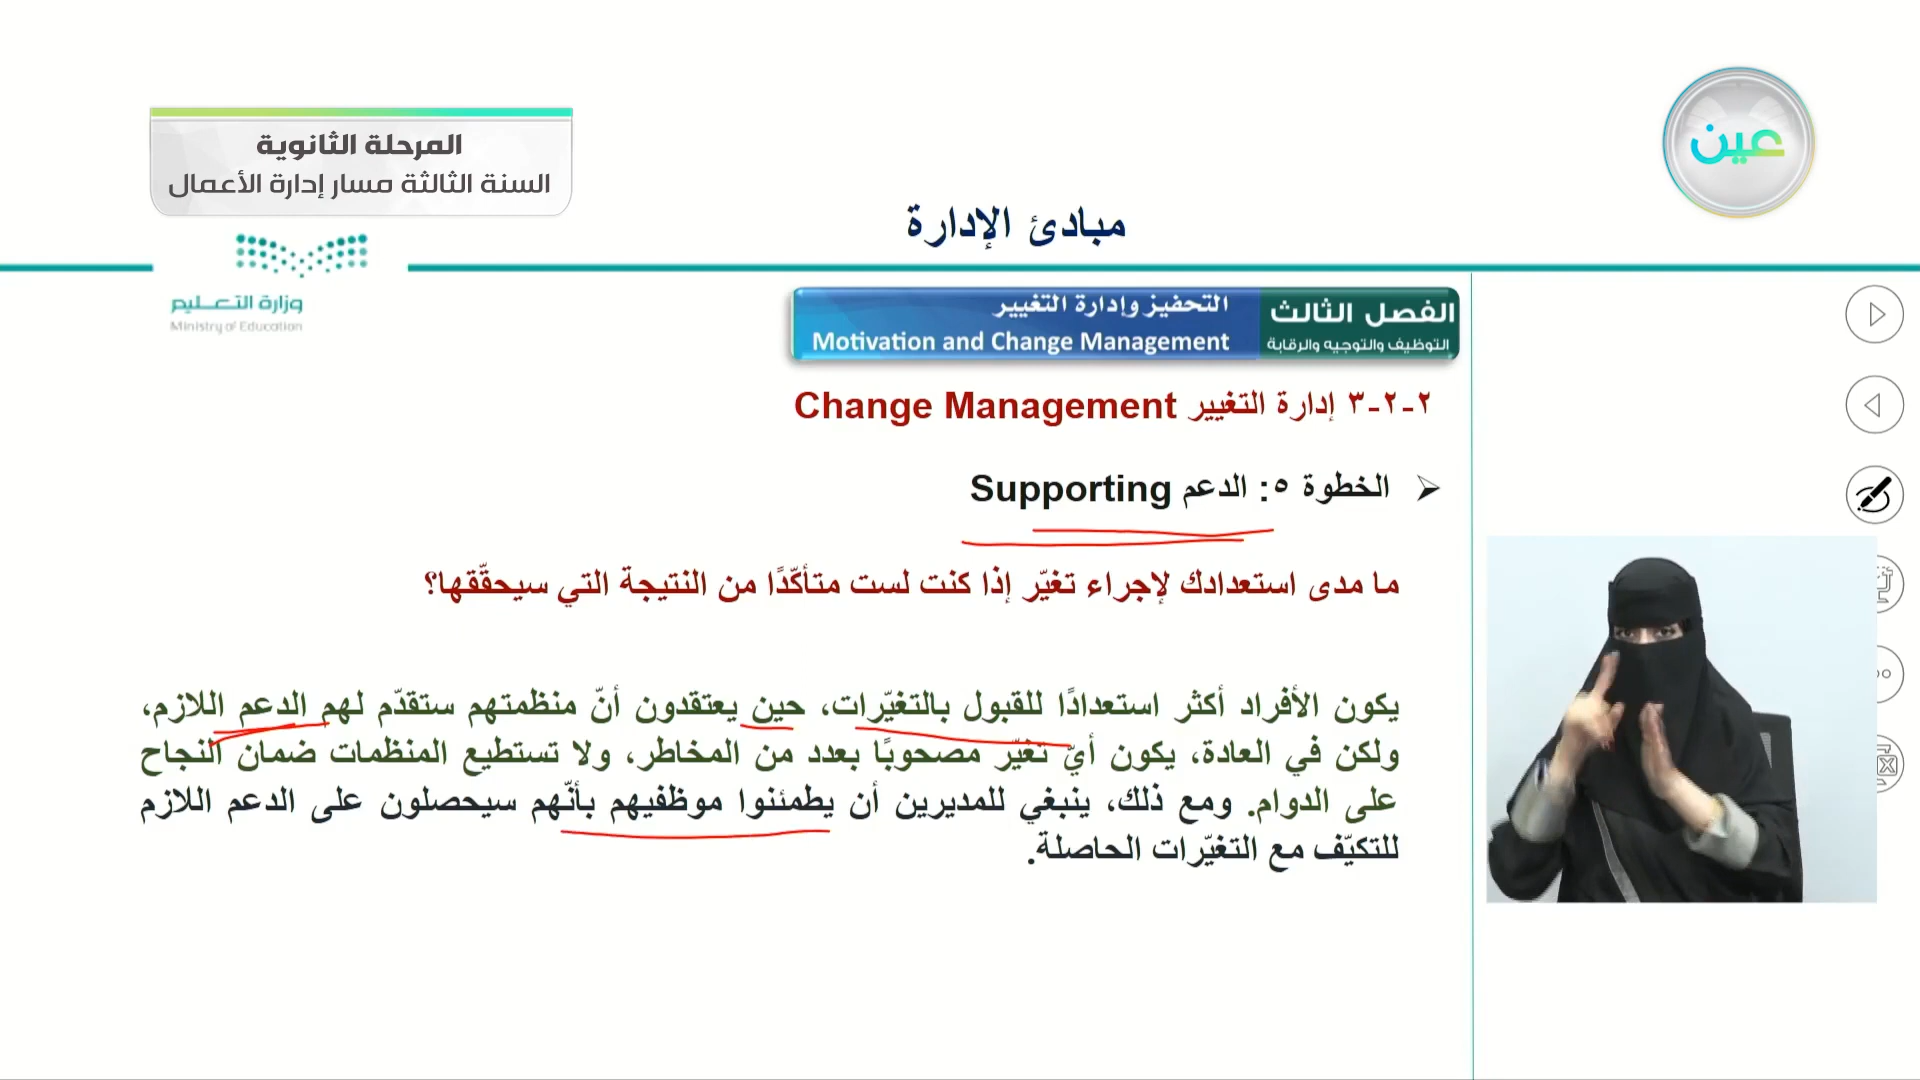 المرحلة الثانوية
السنة الثالثة مسار إدارة الأعمال
عين
مبادئ الإدارة
وزارة التعليم
Ministry of Education
الفصل الثالث
التوظيف والتوجيه والرقابة
التحفيز وإدارة التغيير
Motivation and Change Management
٣-٢-٢ إدارة التغيير Change Management
الخطوة ٥: الدعم Supporting
ما مدى استعدادك لإجراء تغيّر إذا كنت لست متأكّدًا من النتيجة التي سيحقّقها؟
يكون الأفراد أكثر استعدادًا للقبول بالتغيّرات، حين يعتقدون أنّ منظمتهم ستقدّم لهم الدعم اللازم،
ولكن في العادة، يكون أيّ تغيّر مصحوبًا بعدد من المخاطر، ولا تستطيع المنظمات ضمان النجاح
على الدوام. ومع ذلك، ينبغي للمديرين أن يطمئنوا موظفيهم بأنّهم سيحصلون على الدعم اللازم
للتكيّف مع التغيّرات الحاصلة.